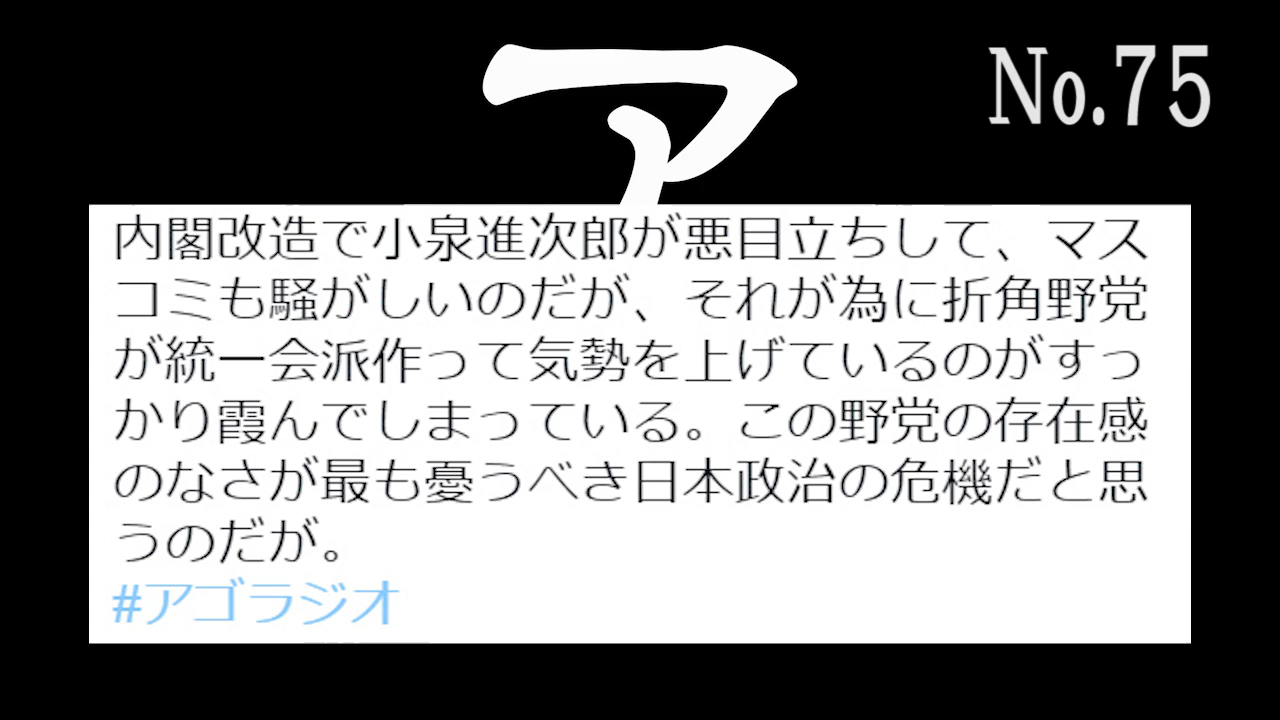 ア
No.75
内閣改造で小泉進次郎が悪目立ちして、マス
コミも騒がしいのだが、それが為に折角野党
が統一会派作って気勢を上げているのがすっ
かり霞んでしまっている。この野党の存在感
のなさが最も憂うべき日本政治の危機だと思
うのだが。
#アゴラジオ